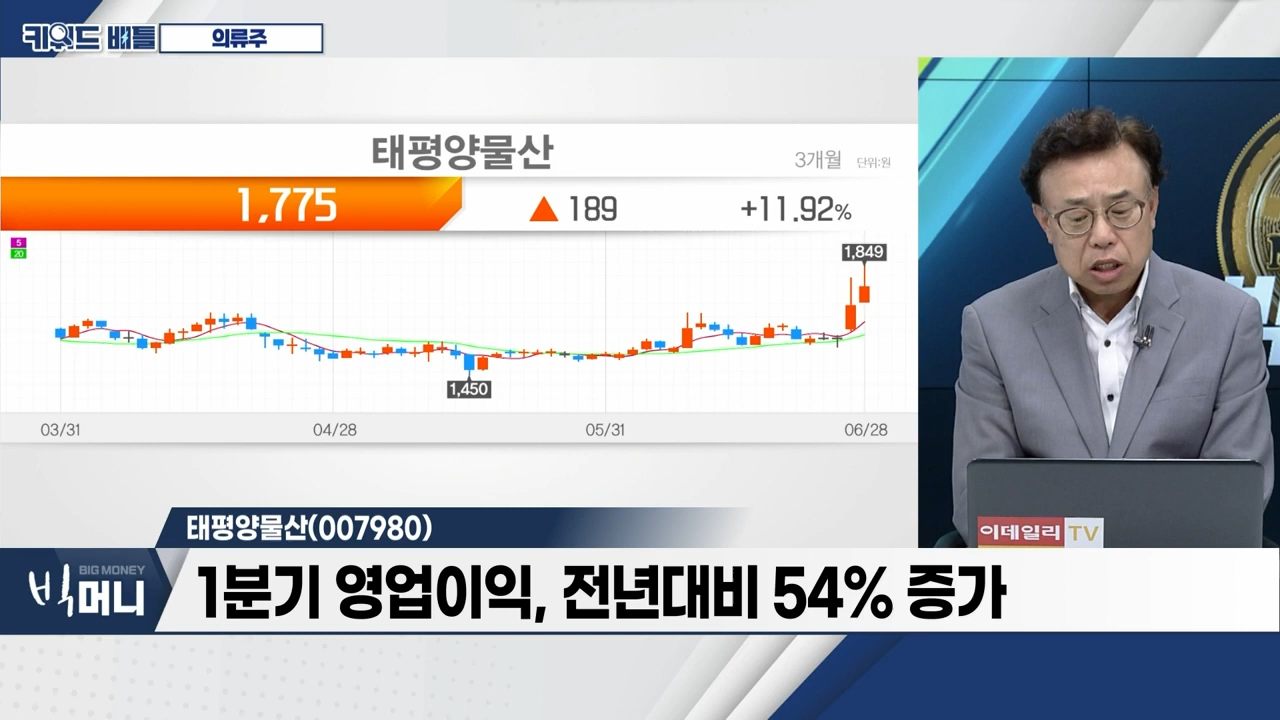 키워드 배틀
의류주
태평양물산
3개월 단위:원
1,775 ▲ 189 +11.92%
5
20
1,849
1,450
03/31 04/28 05/31 06/28
이데일리 TV
태평양물산(007980)
BIG MONEY
빅머니
1분기 영업이익, 전년대비 54% 증가